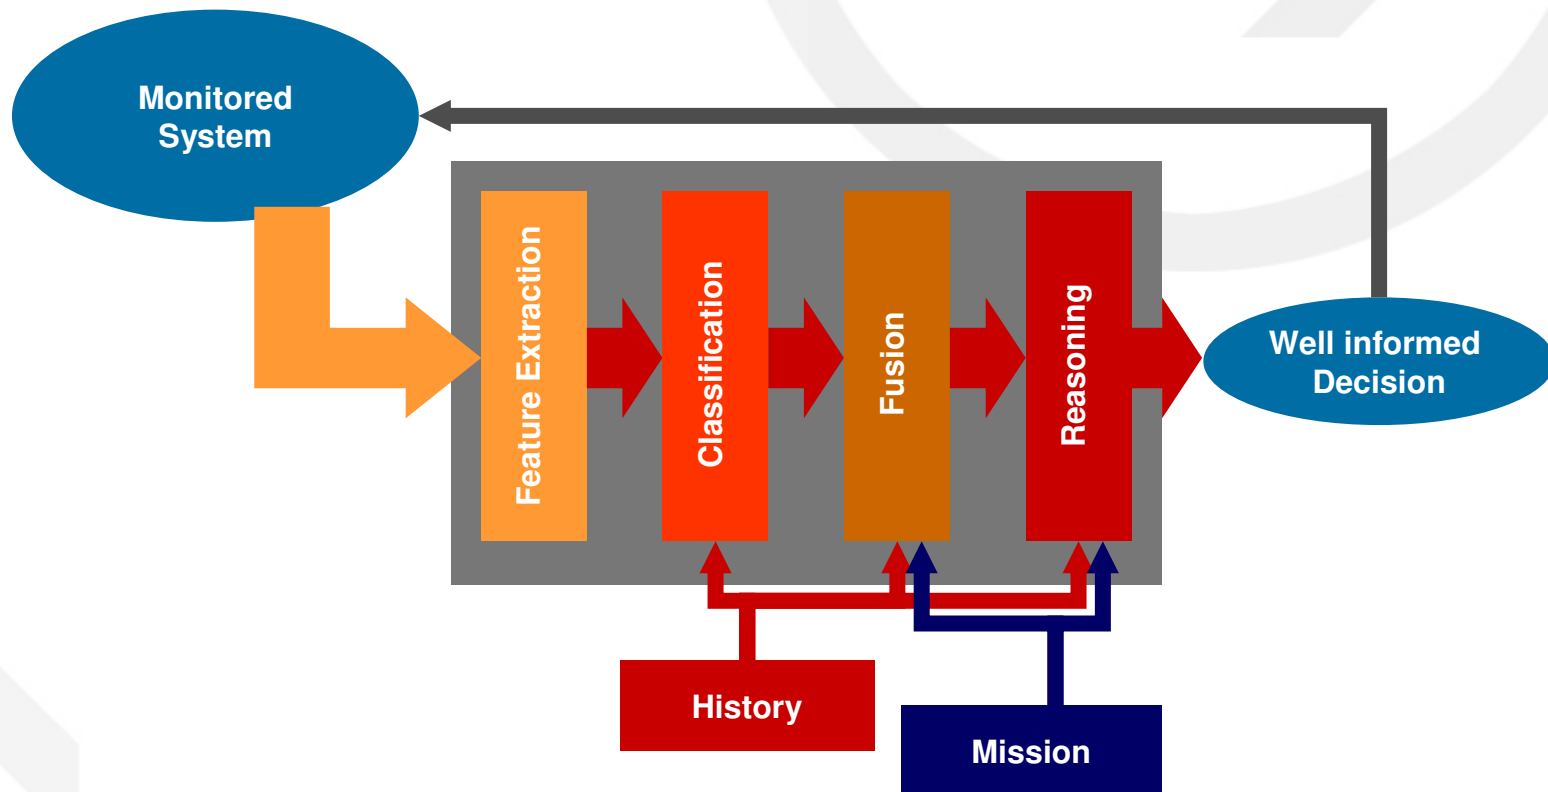 Monitored
System
Feature Extraction
Classification
Fusion
Reasoning
Well informed
Decision
History
Mission